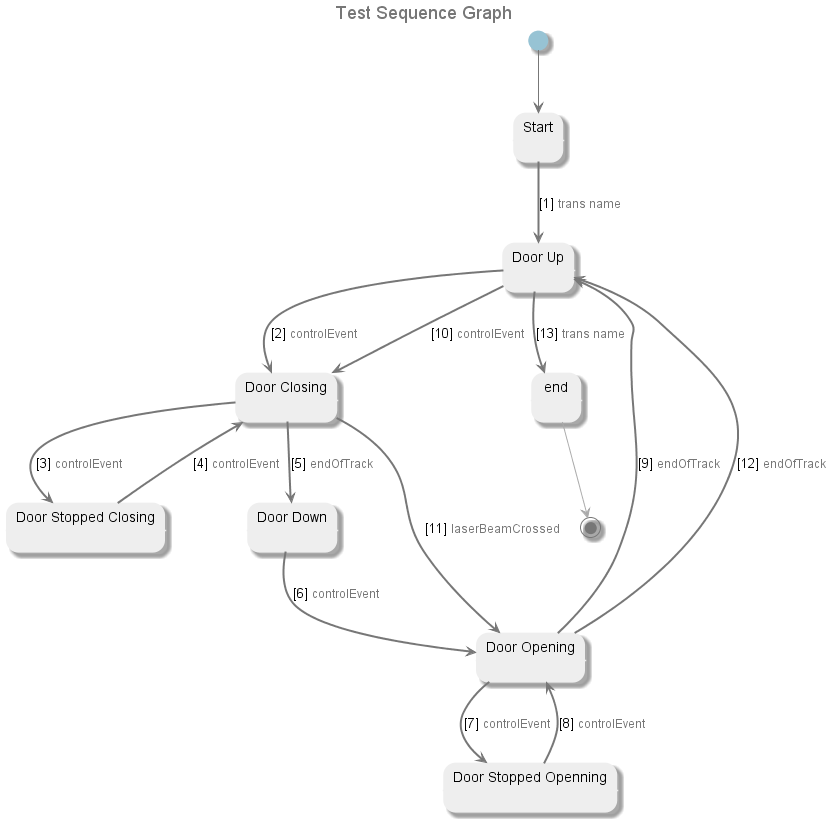 Test Sequence Graph
Start
[1] trans name
Door Up
[2] controlEvent
[10] controlEvent
[13] trans name
Door Closing
end
[3] controlEvent
[4] controlEvent
[5] endOfTrack
[9] endOfTrack
[12] endOfTrack
Door Stopped Closing
Door Down
[11] laserBeamCrossed
[6] controlEvent
Door Opening
[7] controlEvent
[8] controlEvent
Door Stopped Openning